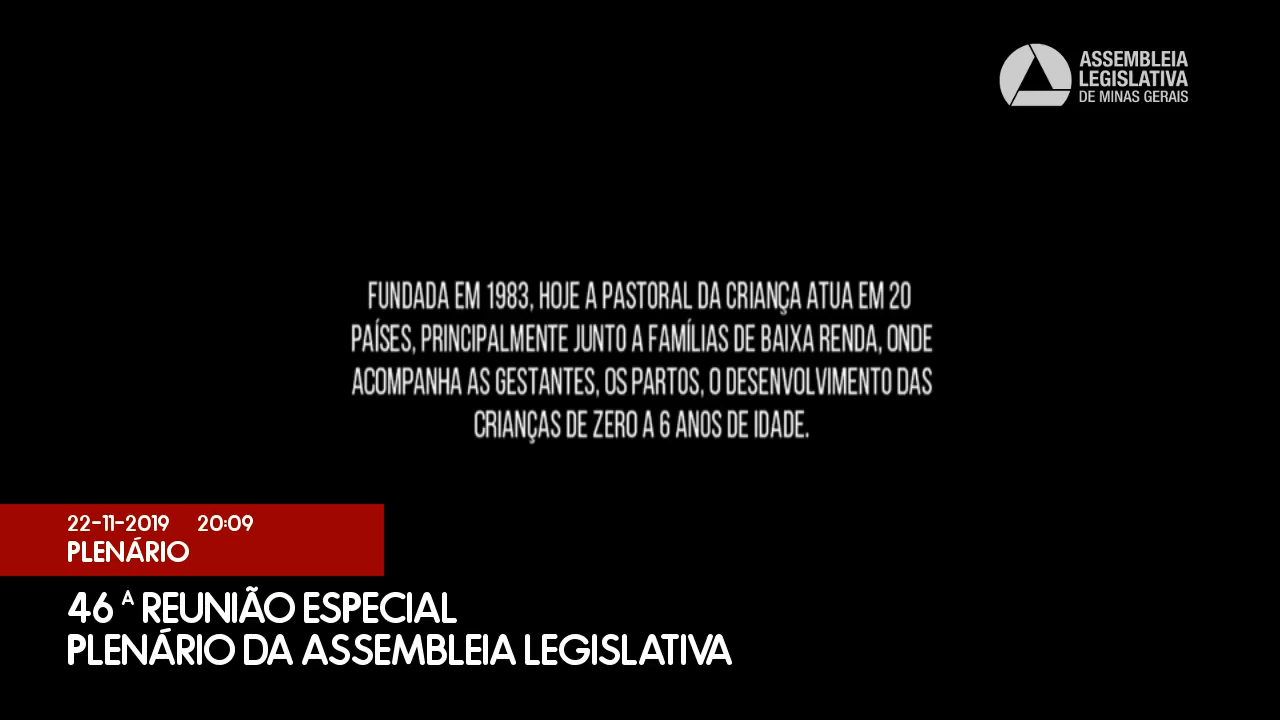 ASSEMBLEIA
LEGISLATIVA
DE MINAS GERAIS
FUNDADA EM 1983, HOJE A PASTORAL DA CRIANÇA ATUA EM 20
PAÍSES, PRINCIPALMENTE JUNTO A FAMÍLIAS DE BAIXA RENDA, ONDE
ACOMPANHA AS GESTANTES, OS PARTOS, O DESENVOLVIMENTO DAS
CRIANÇAS DE ZERO A 6 ANOS DE IDADE.
22-11-2019 20:09
PLENÁRIO
46 ª REUNIÃO ESPECIAL
PLENÁRIO DA ASSEMBLEIA LEGISLATIVA